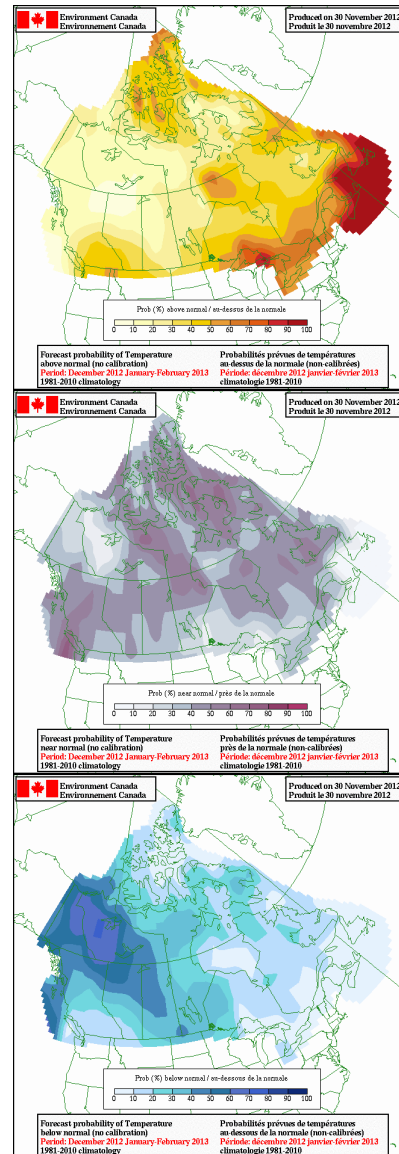 Environment Canada
Environnement Canada
Produced on 30 November 2012
Produit le 30 novembre 2012
Prob (%) above normal / au-dessus de la normale
0 10 20 30 40 50 60 70 80 90 100
Forecast probability of Temperature
above normal (no calibration)
Period: December 2012 January-February 2013
1981-2010 climatology
Probabilités prévues de températures
au-dessus de la normale (non-calibrées)
Période: décembre 2012 janvier-février 2013
climatologie 1981-2010
Environment Canada
Environnement Canada
Produced on 30 November 2012
Produit le 30 novembre 2012
Prob (%) near normal / près de la normale
0 10 20 30 40 50 60 70 80 90 100
Forecast probability of Temperature
near normal (no calibration)
Period: December 2012 January-February 2013
1981-2010 climatology
Probabilités prévues de températures
près de la normale (non-calibrées)
Période: décembre 2012 janvier-février 2013
climatologie 1981-2010
Environment Canada
Environnement Canada
Produced on 30 November 2012
Produit le 30 novembre 2012
Prob (%) below normal / au-dessous de la normale
0 10 20 30 40 50 60 70 80 90 100
Forecast probability of Temperature
below normal (no calibration)
Period: December 2012 January-February 2013
1981-2010 climatology
Probabilités prévues de températures
au-dessous de la normale (non-calibrées)
Période: décembre 2012 janvier-février 2013
climatologie 1981-2010